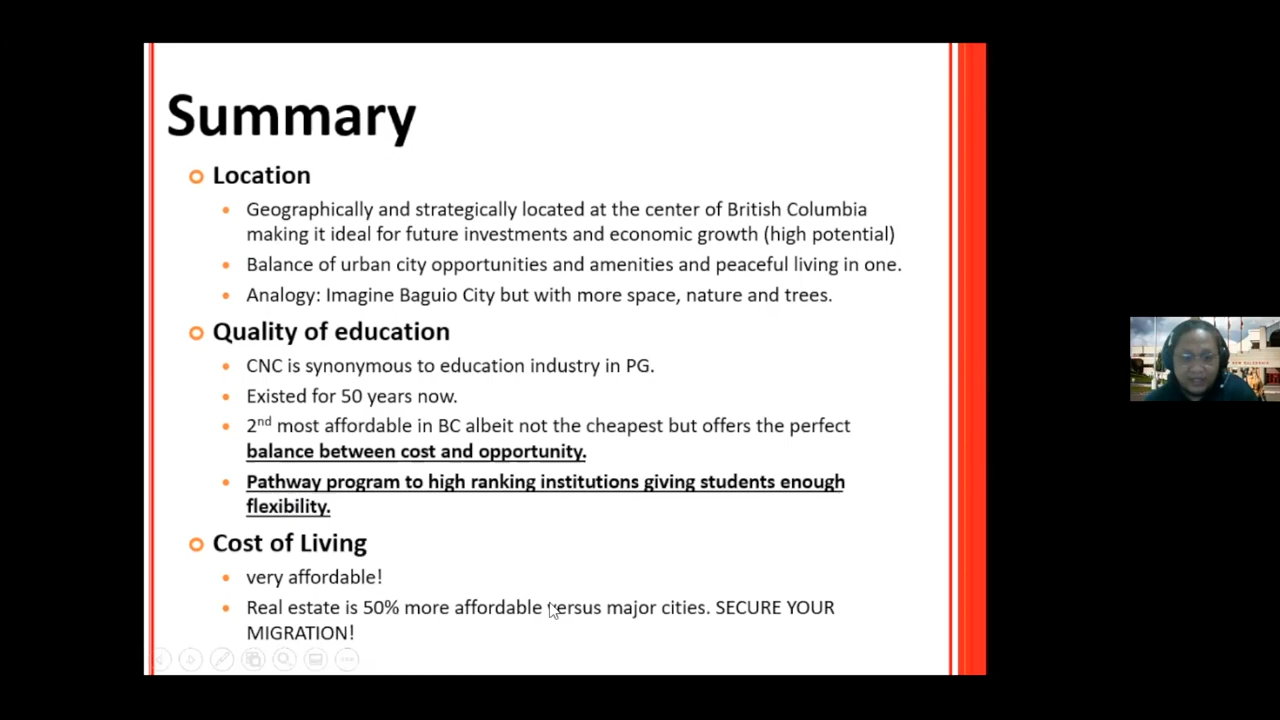 Summary
Location
Geographically and strategically located at the center of British Columbia
making it ideal for future investments and economic growth (high potential)
Balance of urban city opportunities and amenities and peaceful living in one.
Analogy: Imagine Baguio City but with more space, nature and trees.
Quality of education
CNC is synonymous to education industry in PG.
Existed for 50 years now.
2nd most affordable in BC albeit not the cheapest but offers the perfect
balance between cost and opportunity.
Pathway program to high ranking institutions giving students enough
flexibility.
Cost of Living
very affordable!
Real estate is 50% more affordable versus major cities. SECURE YOUR
MIGRATION!